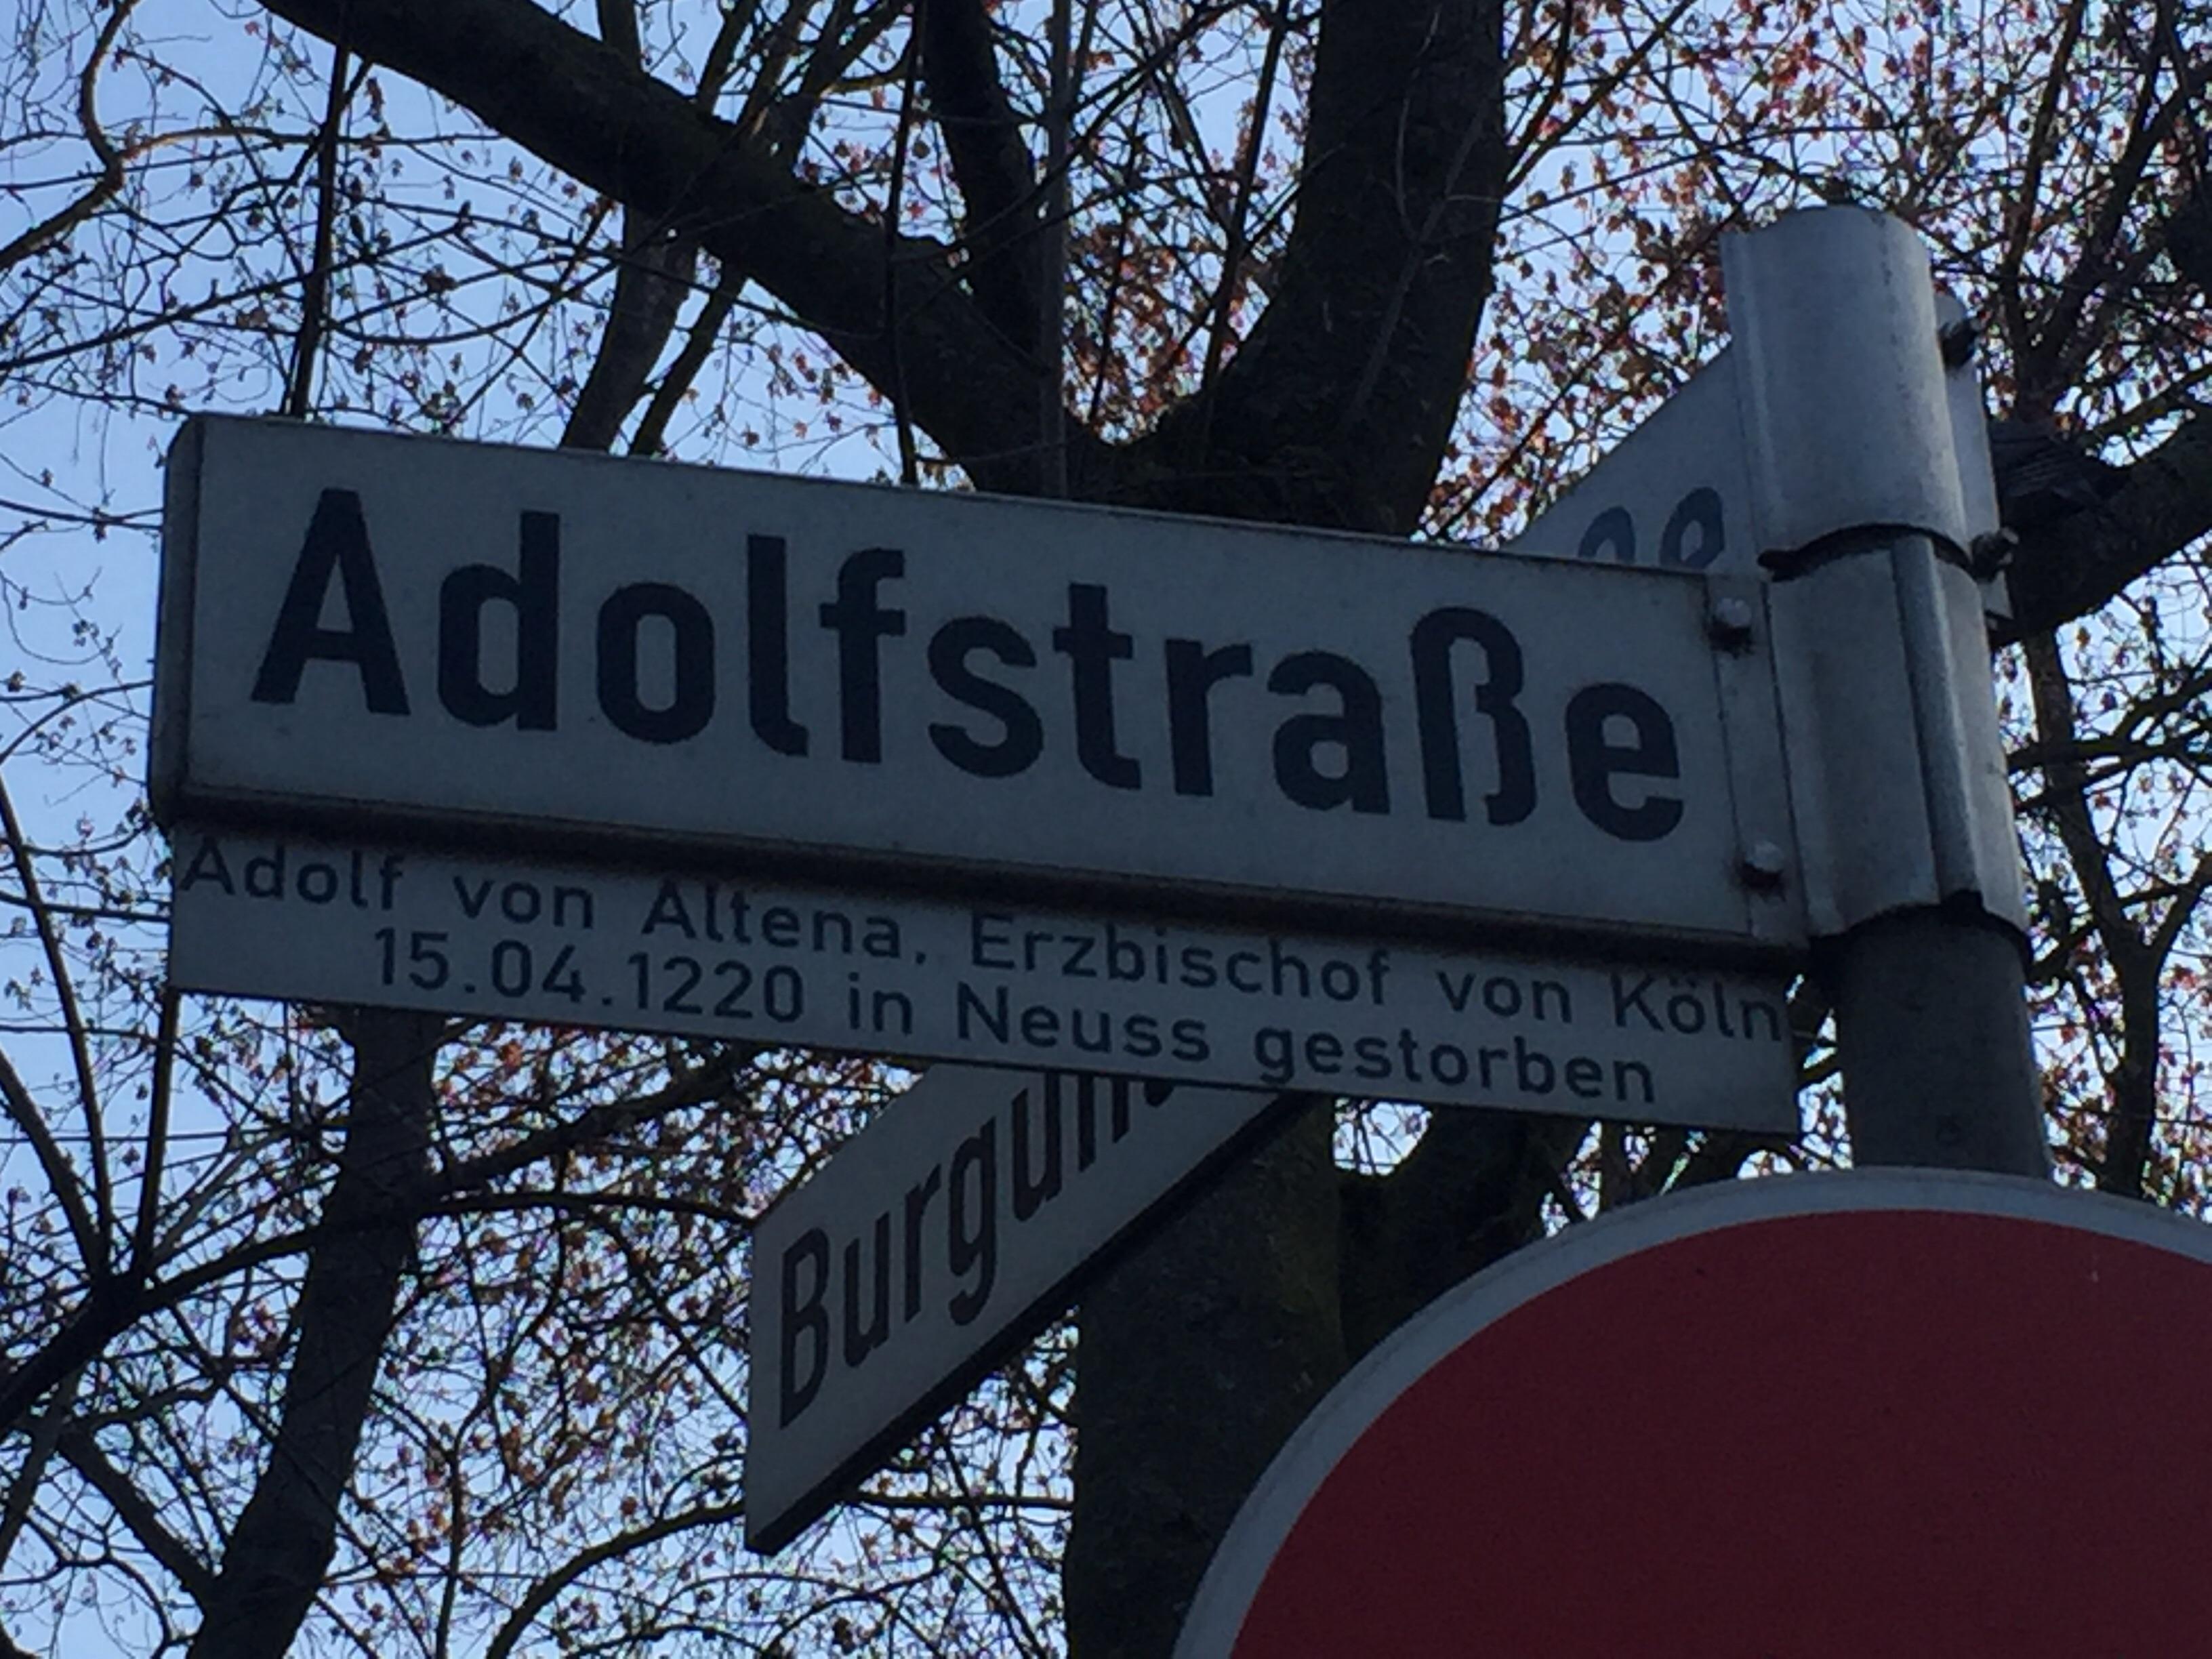 Adolfstraße
Adolf von Altena, Erzbischof von Köln
15.04.1220 in Neuss gestorben